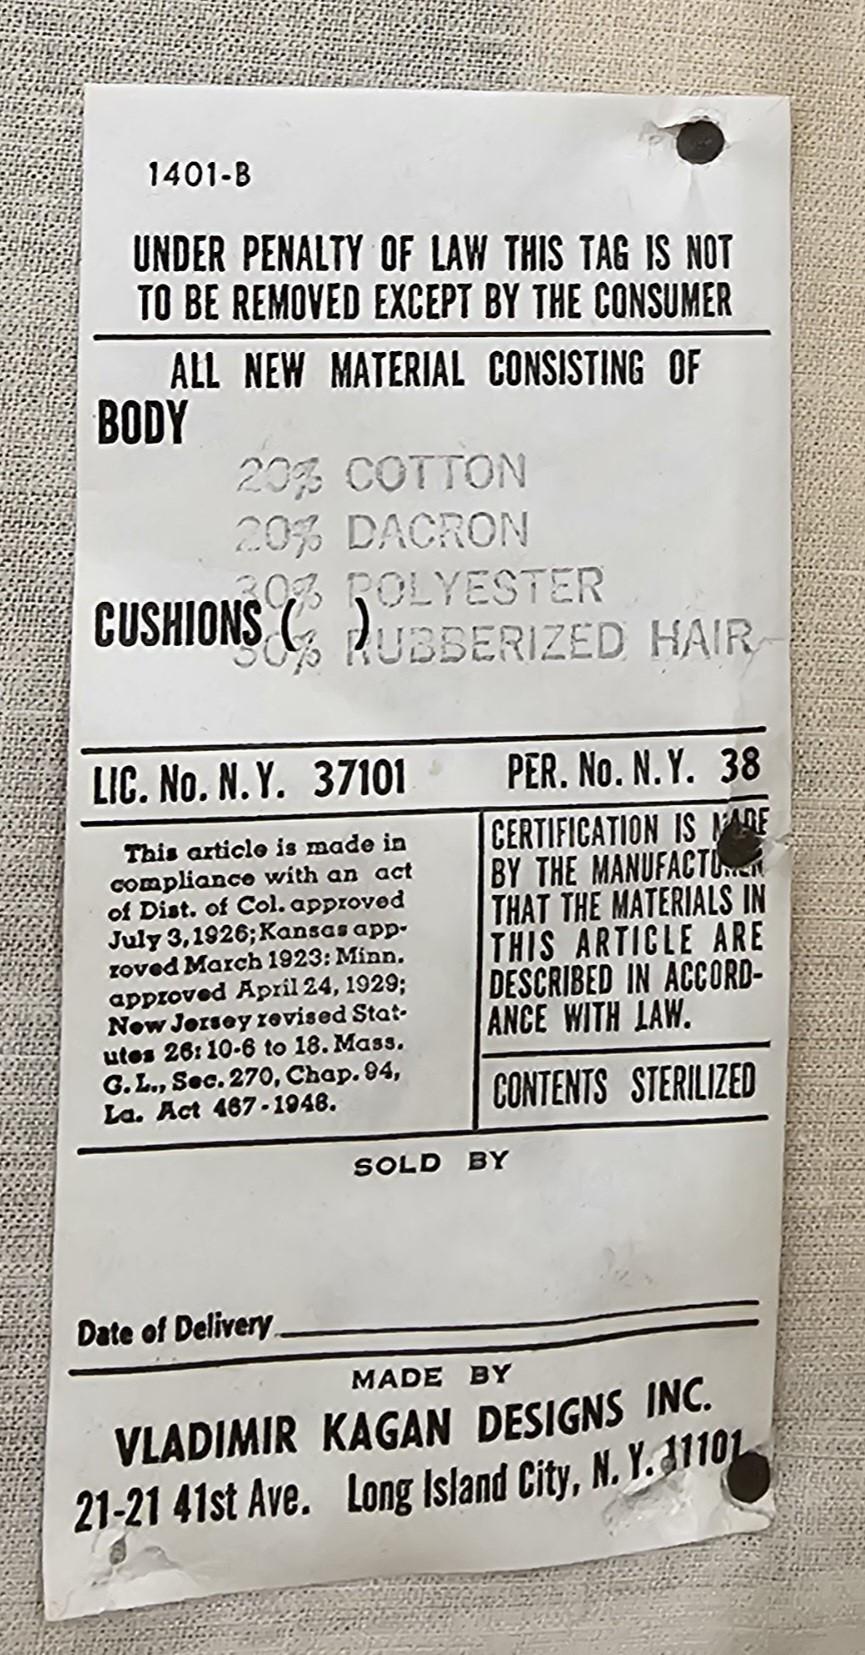 1401-B
UNDER PENALTY OF LAW THIS TAG IS NOT
TO BE REMOVED EXCEPT BY THE CONSUMER
ALL NEW MATERIAL CONSISTING OF
BODY
20% COTTON
20% DACRON
30% POLYESTER
CUSHIONS ( )
30% RUBBERIZED HAIR
LIC. No. N.Y. 37101 PER. No. N.Y. 38
This article is made in
compliance with an act
of Dist. of Col. approved
July 3, 1926; Kansas app-
roved March 1923: Minn.
approved April 24, 1929;
New Jersey revised Stat-
utes 26: 10-6 to 18. Mass.
G. L., Sec. 270, Chap. 94,
La. Act 467-1948.
CERTIFICATION IS MADE
BY THE MANUFACTURER
THAT THE MATERIALS IN
THIS ARTICLE ARE
DESCRIBED IN ACCORD-
ANCE WITH LAW.
CONTENTS STERILIZED
SOLD BY
Date of Delivery
MADE BY
VLADIMIR KAGAN DESIGNS INC.
21-21 41st Ave. Long Island City, N. Y. 11101